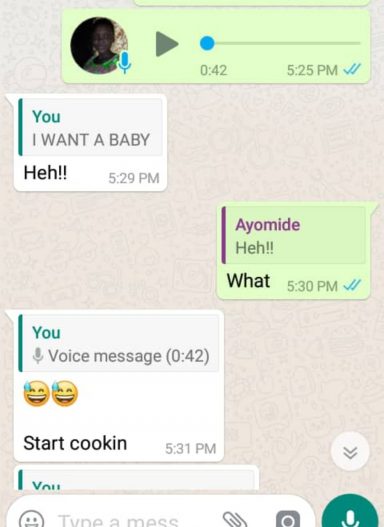 0:42 5:25 PM
You
I WANT A BABY
Heh!! 5:29 PM
Ayomide
Heh!!
What 5:30 PM
You
Voice message (0:42)
Start cookin 5:31 PM
You
Type a mess